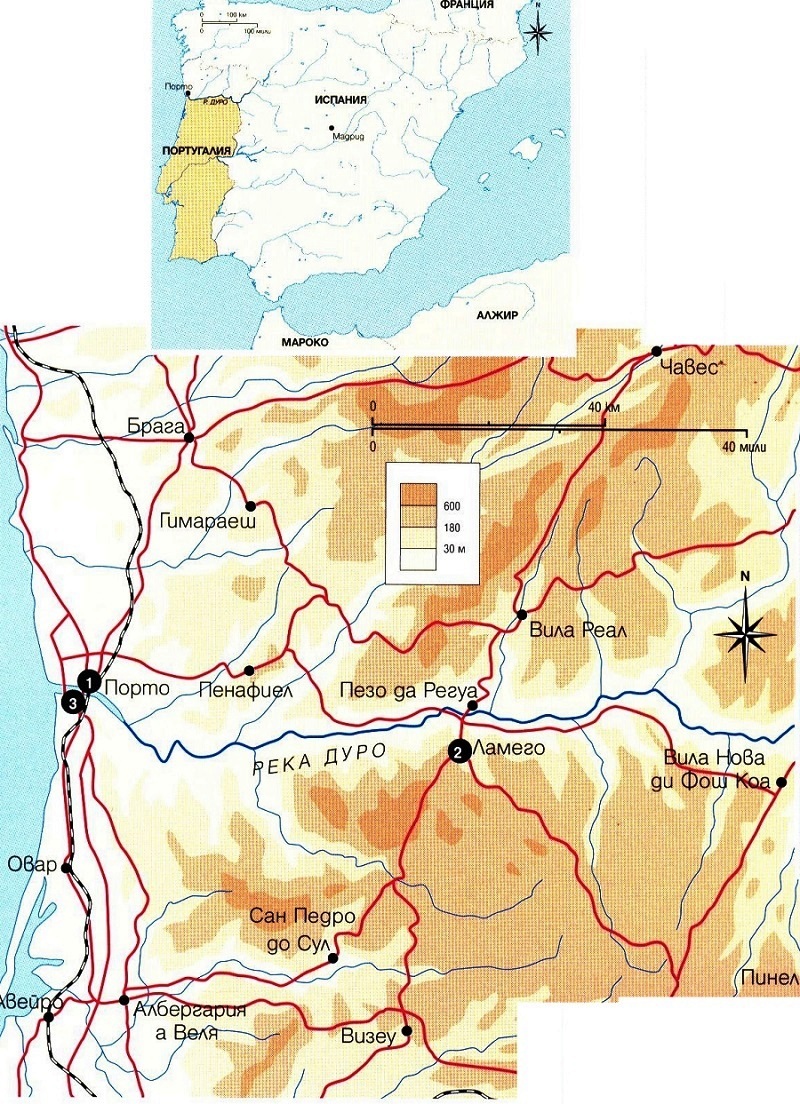 ФРАНЦИЯ
0 100 km
0 100 мили
N
Порто
Р. ДУРО
ИСПАНИЯ
Мадрид
ПОРТУГАЛИЯ
АЛЖИР
МАРОКО
Чавес
0 40 км
0 40 мили
Брага
600
180
30 м
Гимараеш
N
Вила Реал
1
Порто
3
Пенафиел
Пезо да Регуа
2
Ламего
РЕКА ДУРО
Вила Нова
ди Фош Коа
Овар
Сан Педро
до Сул
Пинел
Авейро
Албергария
а Веля
Визеу